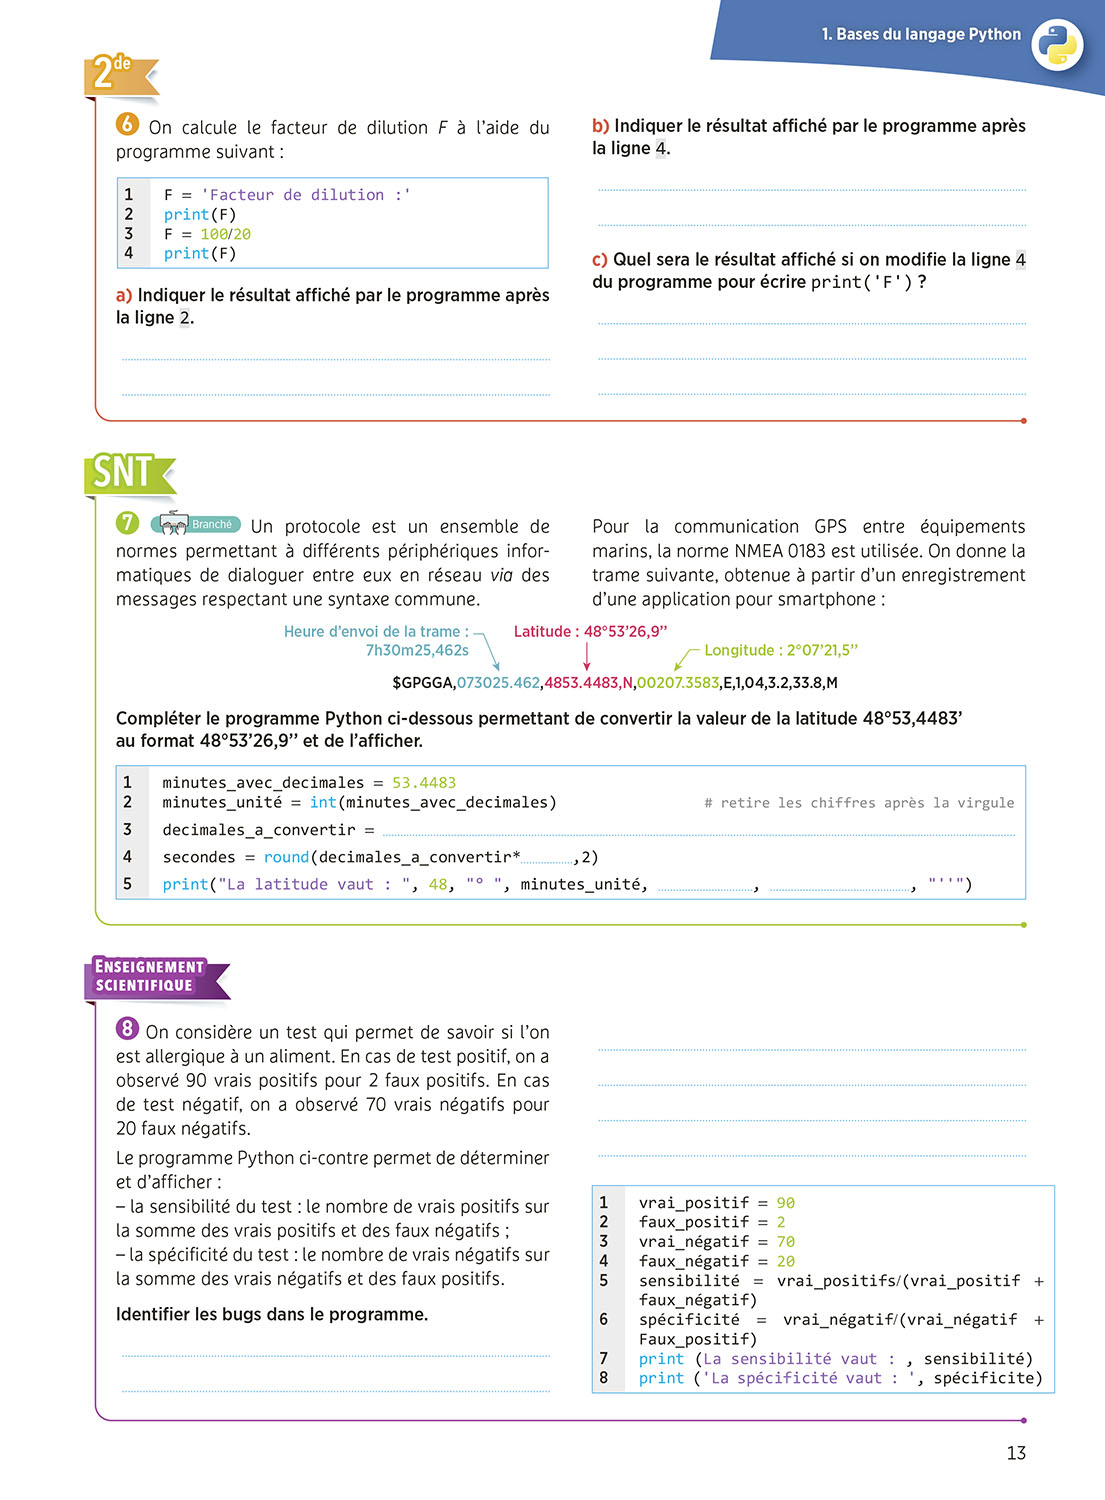 1. Bases du langage Python
2de
6 On calcule le facteur de dilution F à l'aide du
programme suivant :
1 F = 'Facteur de dilution :'
2 print(F)
3 F = 100/20
4 print(F)
a) Indiquer le résultat affiché par le programme après
la ligne 2.
b) Indiquer le résultat affiché par le programme après
la ligne 4.
c) Quel sera le résultat affiché si on modifie la ligne 4
du programme pour écrire print('F') ?
SNT
7 Branché Un protocole est un ensemble de
normes permettant à différents périphériques infor-
matiques de dialoguer entre eux en réseau via des
messages respectant une syntaxe commune.
Pour la communication GPS entre équipements
marins, la norme NMEA 0183 est utilisée. On donne la
trame suivante, obtenue à partir d'un enregistrement
d'une application pour smartphone :
Heure d'envoi de la trame :
7h30m25,462s
Latitude : 48°53'26,9''
Longitude : 2°07'21,5''
$GPGGA,073025.462,4853.4483,N,00207.3583,E,1,04,3.2,33.8,M
Compléter le programme Python ci-dessous permettant de convertir la valeur de la latitude 48°53,4483'
au format 48°53'26,9'' et de l'afficher.
1 minutes_avec_decimales = 53.4483
2 minutes_unité = int(minutes_avec_decimales) # retire les chiffres après la virgule
3 decimales_a_convertir =
4 secondes = round(decimales_a_convertir* ,2)
5 print("La latitude vaut : ", 48, "° ", minutes_unité, , , "''")
ENSEIGNEMENT
SCIENTIFIQUE
8 On considère un test qui permet de savoir si l'on
est allergique à un aliment. En cas de test positif, on a
observé 90 vrais positifs pour 2 faux positifs. En cas
de test négatif, on a observé 70 vrais négatifs pour
20 faux négatifs.
Le programme Python ci-contre permet de déterminer
et d'afficher :
– la sensibilité du test : le nombre de vrais positifs sur
la somme des vrais positifs et des faux négatifs ;
– la spécificité du test : le nombre de vrais négatifs sur
la somme des vrais négatifs et des faux positifs.
Identifier les bugs dans le programme.
1 vrai_positif = 90
2 faux_positif = 2
3 vrai_négatif = 70
4 faux_négatif = 20
5 sensibilité = vrai_positifs/(vrai_positif +
faux_négatif)
6 spécificité = vrai_négatif/(vrai_négatif +
Faux_positif)
7 print (La sensibilité vaut : , sensibilité)
8 print ('La spécificité vaut : ', spécificite)
13